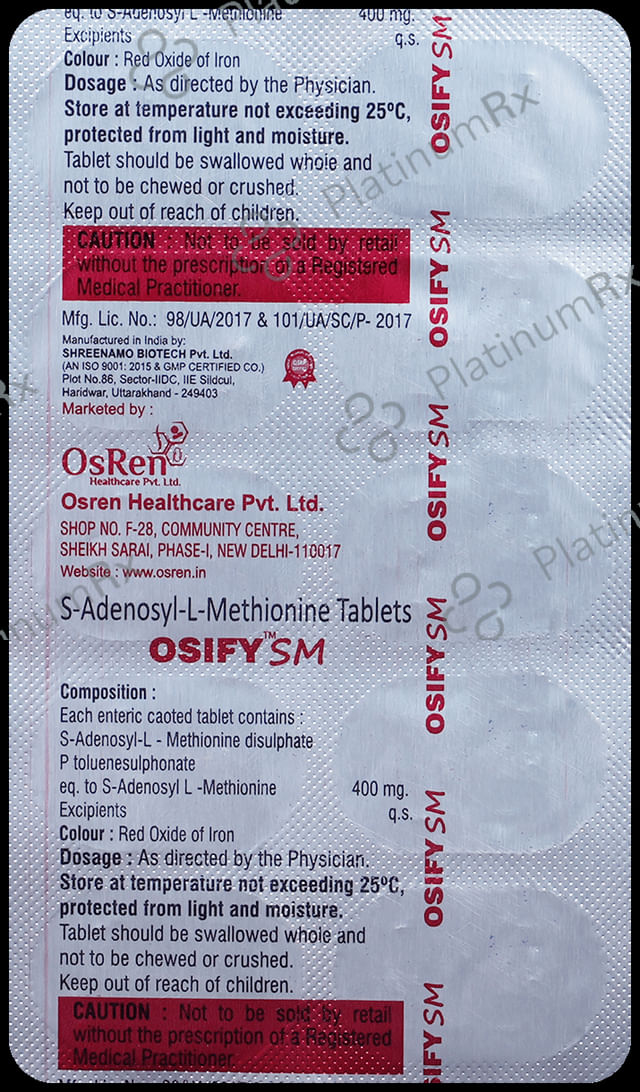 eq. to S-Adenosyl L -Methionine 400 mg.
Excipients q.s.
Colour : Red Oxide of Iron
Dosage : As directed by the Physician.
Store at temperature not exceeding 25ºC,
protected from light and moisture.
Tablet should be swallowed whole and
not to be chewed or crushed.
Keep out of reach of children.
CAUTION : Not to be sold by retail
without the prescription of a Registered
Medical Practitioner.
Mfg. Lic. No.: 98/UA/2017 & 101/UA/SC/P- 2017
Manufactured in India by:
SHREENAMO BIOTECH Pvt. Ltd.
(AN ISO 9001: 2015 & GMP CERTIFIED CO.)
Plot No.86, Sector-IIDC, IIE Sildcul,
Haridwar, Uttarakhand - 249403
Marketed by :
OsRen
Healthcare Pvt. Ltd.
Osren Healthcare Pvt. Ltd.
SHOP NO. F-28, COMMUNITY CENTRE,
SHEIKH SARAI, PHASE-I, NEW DELHI-110017
Website : www.osren.in
S-Adenosyl-L-Methionine Tablets
OSIFY™ SM
Composition :
Each enteric caoted tablet contains :
S-Adenosyl-L - Methionine disulphate
P toluenesulphonate
eq. to S-Adenosyl L -Methionine 400 mg.
Excipients q.s.
Colour : Red Oxide of Iron
Dosage : As directed by the Physician.
Store at temperature not exceeding 25ºC,
protected from light and moisture.
Tablet should be swallowed whole and
not to be chewed or crushed.
Keep out of reach of children.
CAUTION : Not to be sold by retail
without the prescription of a Registered
Medical Practitioner.
OSIFY SM
OSIFY SM
OSIFY SM
OSIFY SM
OSIFY SM
OSIFY SM
PlatinumRx
PlatinumRx
PlatinumRx